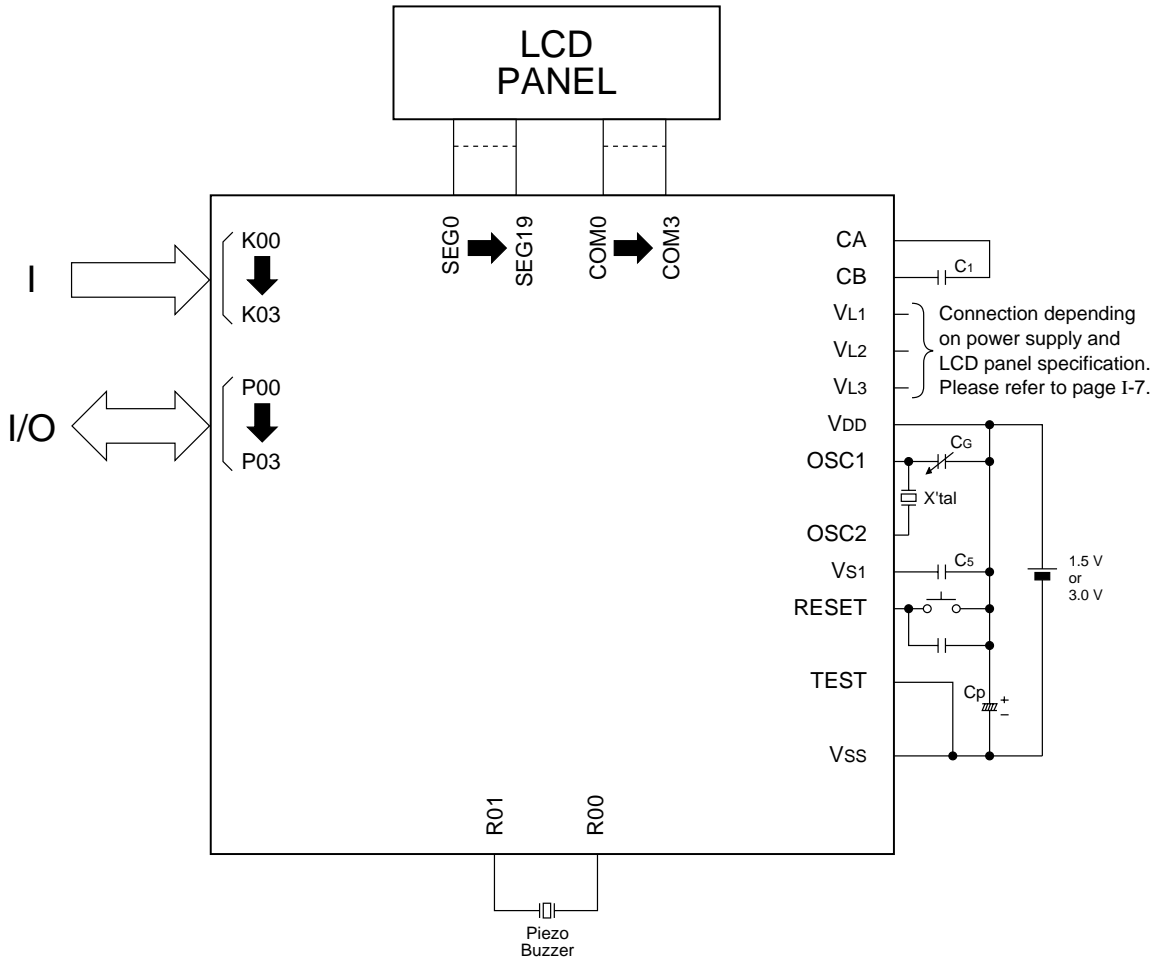 LCD
PANEL
SEG0
SEG19
COM0
COM3
I
K00
K03
I/O
P00
P03
CA
CB
C1
VL1
VL2
VL3
Connection depending
on power supply and
LCD panel specification.
Please refer to page I-7.
VDD
OSC1
CG
X'tal
OSC2
VS1
C5
RESET
1.5 V
or
3.0 V
TEST
Cp
+
–
VSS
R01
R00
Piezo
Buzzer